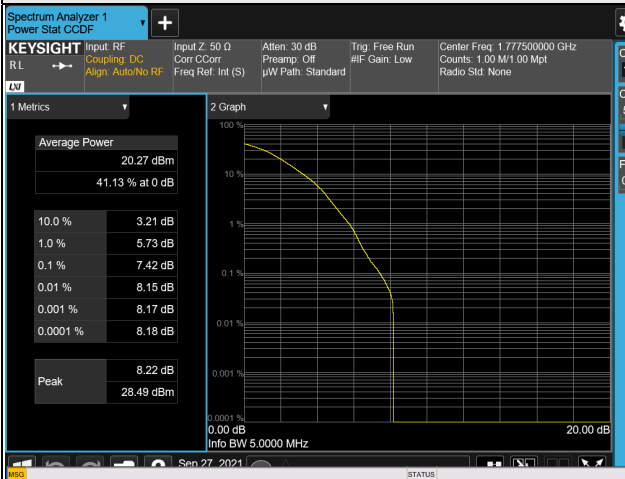 Spectrum Analyzer 1
Power Stat CCDF
KEYSIGHT
RL
LXI
Input: RF
Coupling: DC
Align: Auto/No RF
Input Z: 50 Ω
Corr CCorr
Freq Ref: Int (S)
Atten: 30 dB
Preamp: Off
µW Path: Standard
Trig: Free Run
#IF Gain: Low
Center Freq: 1.777500000 GHz
Counts: 1.00 M/1.00 Mpt
Radio Std: None
1 Metrics
Average Power
20.27 dBm
41.13 % at 0 dB
10.0 % 3.21 dB
1.0 % 5.73 dB
0.1 % 7.42 dB
0.01 % 8.15 dB
0.001 % 8.17 dB
0.0001 % 8.18 dB
Peak
8.22 dB
28.49 dBm
2 Graph
100 %
10 %
1 %
0.1 %
0.01 %
0.001 %
0.0001 %
0.00 dB 20.00 dB
Info BW 5.0000 MHz
Sep 27, 2021
MSG STATUS